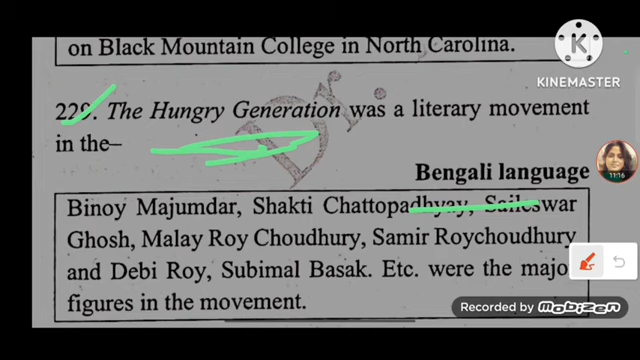 on Black Mountain College in North Carolina.
KINEMASTER
229. The Hungry Generation was a literary movement
in the–
11:16
Bengali language
Binoy Majumdar, Shakti Chattopadhyay, Saileswar
Ghosh, Malay Roy Choudhury, Samir Roychoudhury
and Debi Roy, Subimal Basak. Etc. were the major
figures in the movement.
Recorded by mobizen